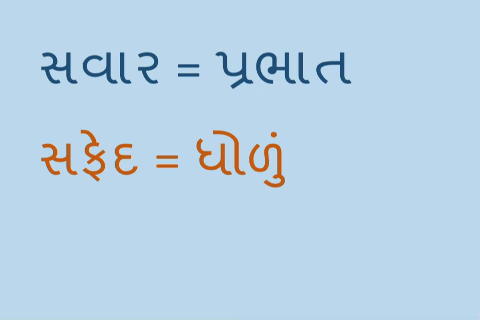 સવાર = પ્રભાત
સફેદ = ધોળું